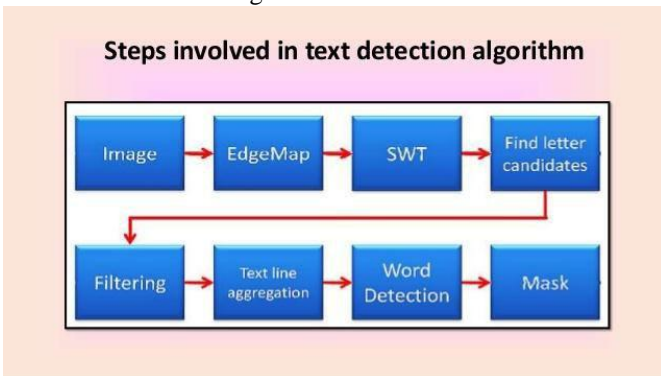 Steps involved in text detection algorithm
Image
EdgeMap
SWT
Find letter
candidates
Filtering
Text line
aggregation
Word
Detection
Mask